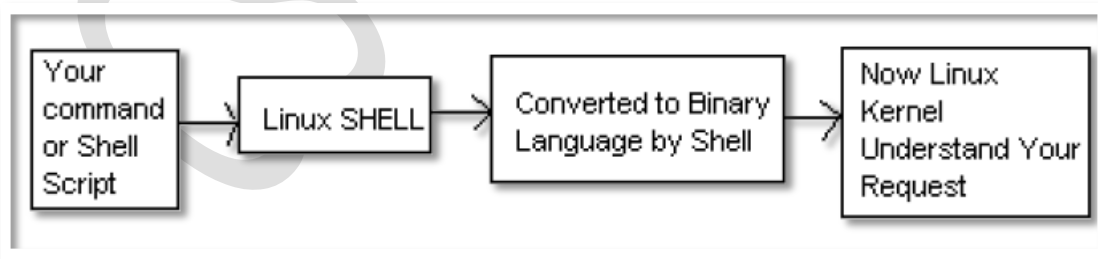 Your
command
or Shell
Script
Linux SHELL
Converted to Binary
Language by Shell
Now Linux
Kernel
Understand Your
Request